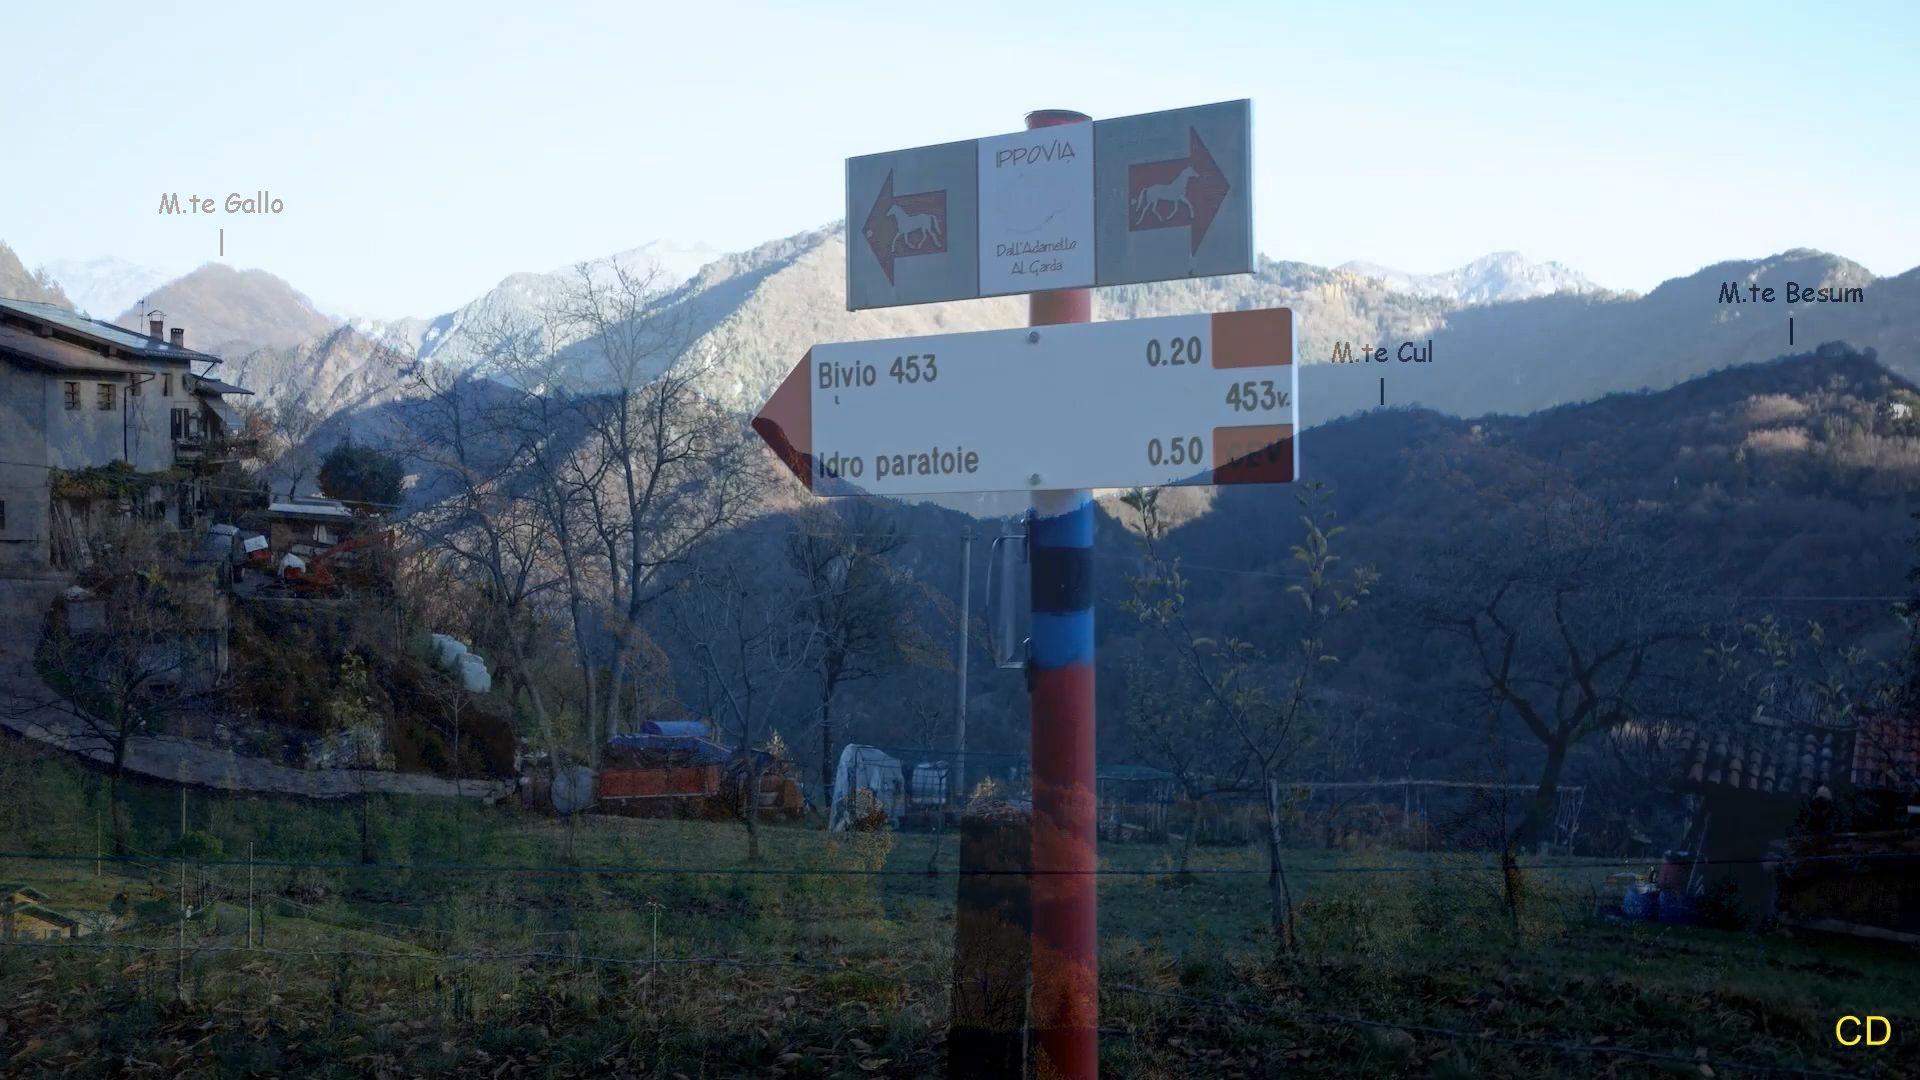 M.te Gallo
IPPOVIA
Dall'Adamello
Al Garda
M.te Besum
M.te Cul
Bivio 453 0.20
453v.
Idro paratoie 0.50
CEV
CD